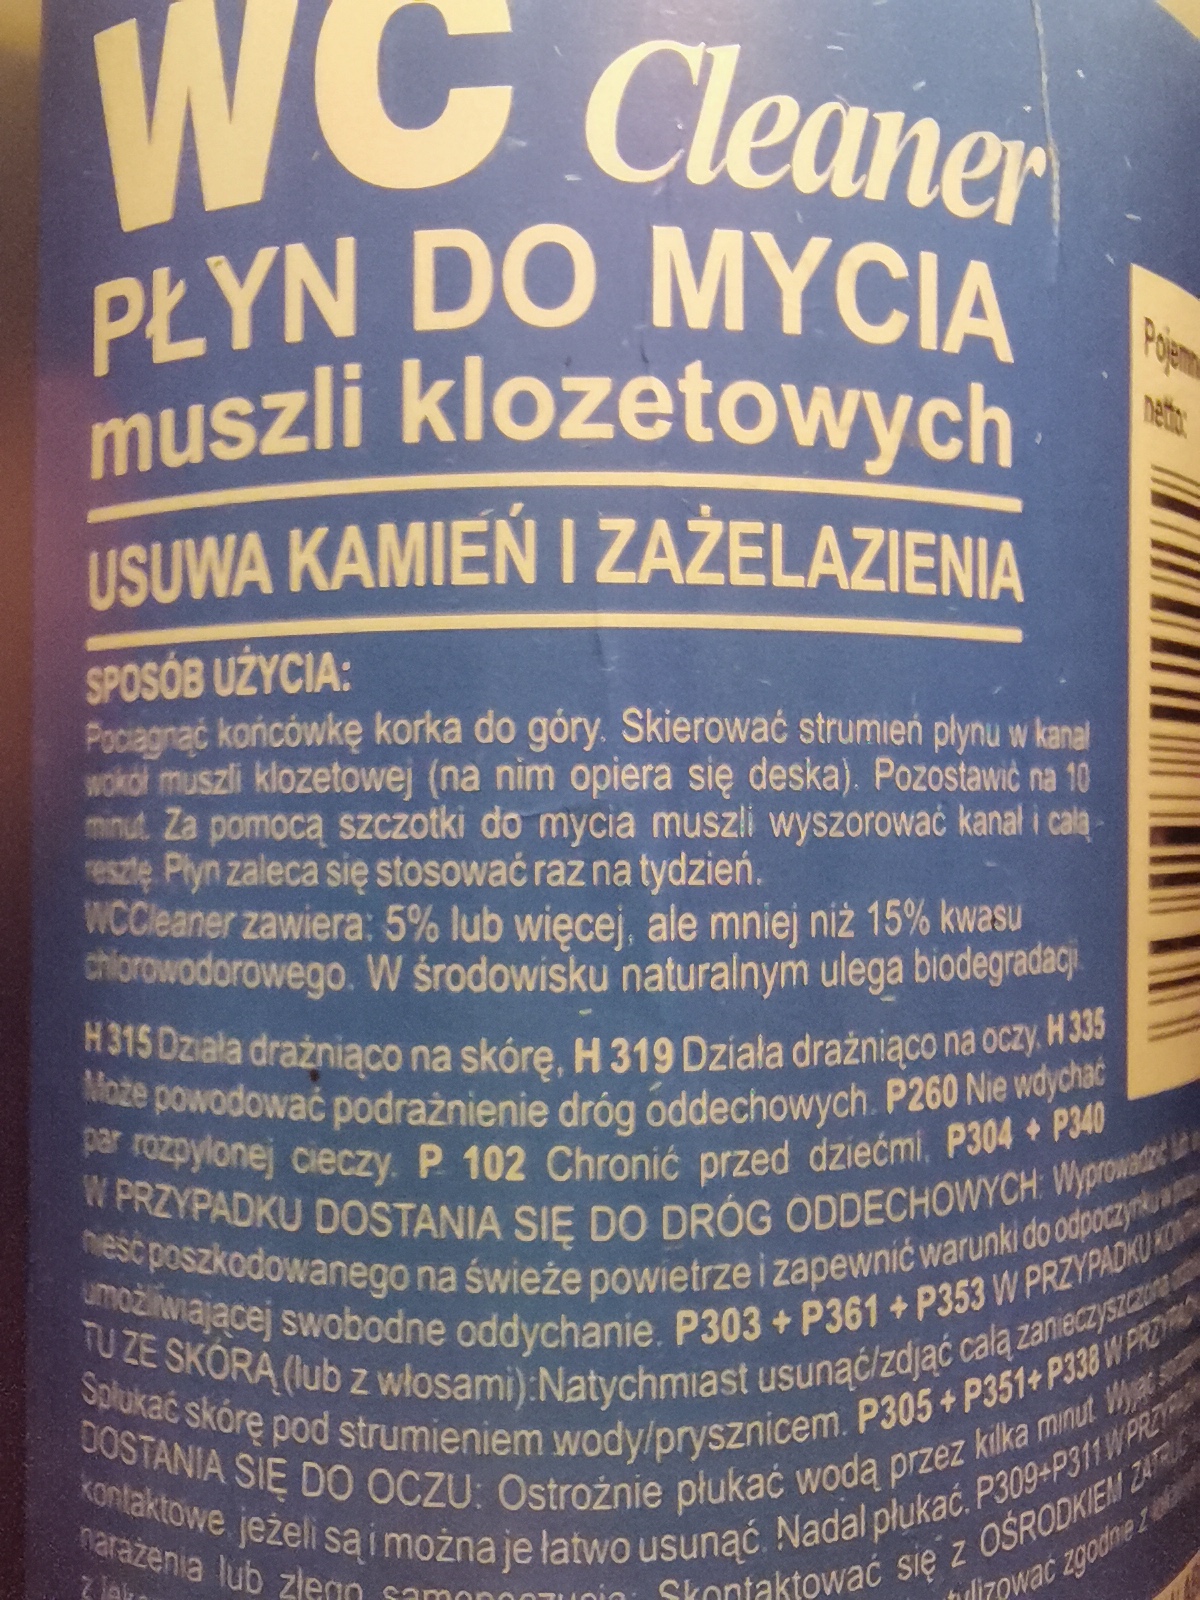 WC Cleaner
PŁYN DO MYCIA
muszli klozetowych
USUWA KAMIEŃ I ZAŻELAZIENIA
SPOSÓB UŻYCIA:
Pociągnąć końcówkę korka do góry. Skierować strumień płynu w kanał
wokół muszli klozetowej (na nim opiera się deska). Pozostawić na 10
minut. Za pomocą szczotki do mycia muszli wyszorować kanał i całą
resztę. Płyn zaleca się stosować raz na tydzień.
WCCleaner zawiera: 5% lub więcej, ale mniej niż 15% kwasu
chlorowodorowego. W środowisku naturalnym ulega biodegradacji.
H 315 Działa drażniąco na skórę, H 319 Działa drażniąco na oczy, H 335
Może powodować podrażnienie dróg oddechowych. P260 Nie wdychać
par rozpylonej cieczy. P 102 Chronić przed dziećmi. P304 + P340
W PRZYPADKU DOSTANIA SIĘ DO DRÓG ODDECHOWYCH: Wyprowadzić lub
nieść poszkodowanego na świeże powietrze i zapewnić warunki do odpoczynku w
umożliwiającej swobodne oddychanie. P303 + P361 + P353 W PRZYPADKU
TU ZE SKÓRĄ (lub z włosami): Natychmiast usunąć/zdjąć całą zanieczyszczoną
Spłukać skórę pod strumieniem wody/prysznicem. P305 + P351+ P338 W
DOSTANIA SIĘ DO OCZU: Ostrożnie płukać wodą przez kilka minut. Wyjąć
kontaktowe, jeżeli są i można je łatwo usunąć. Nadal płukać. P309+P311 W
narażenia lub złego samopoczucia: Skontaktować się z OŚRODKIEM
zgodnie z
netto: